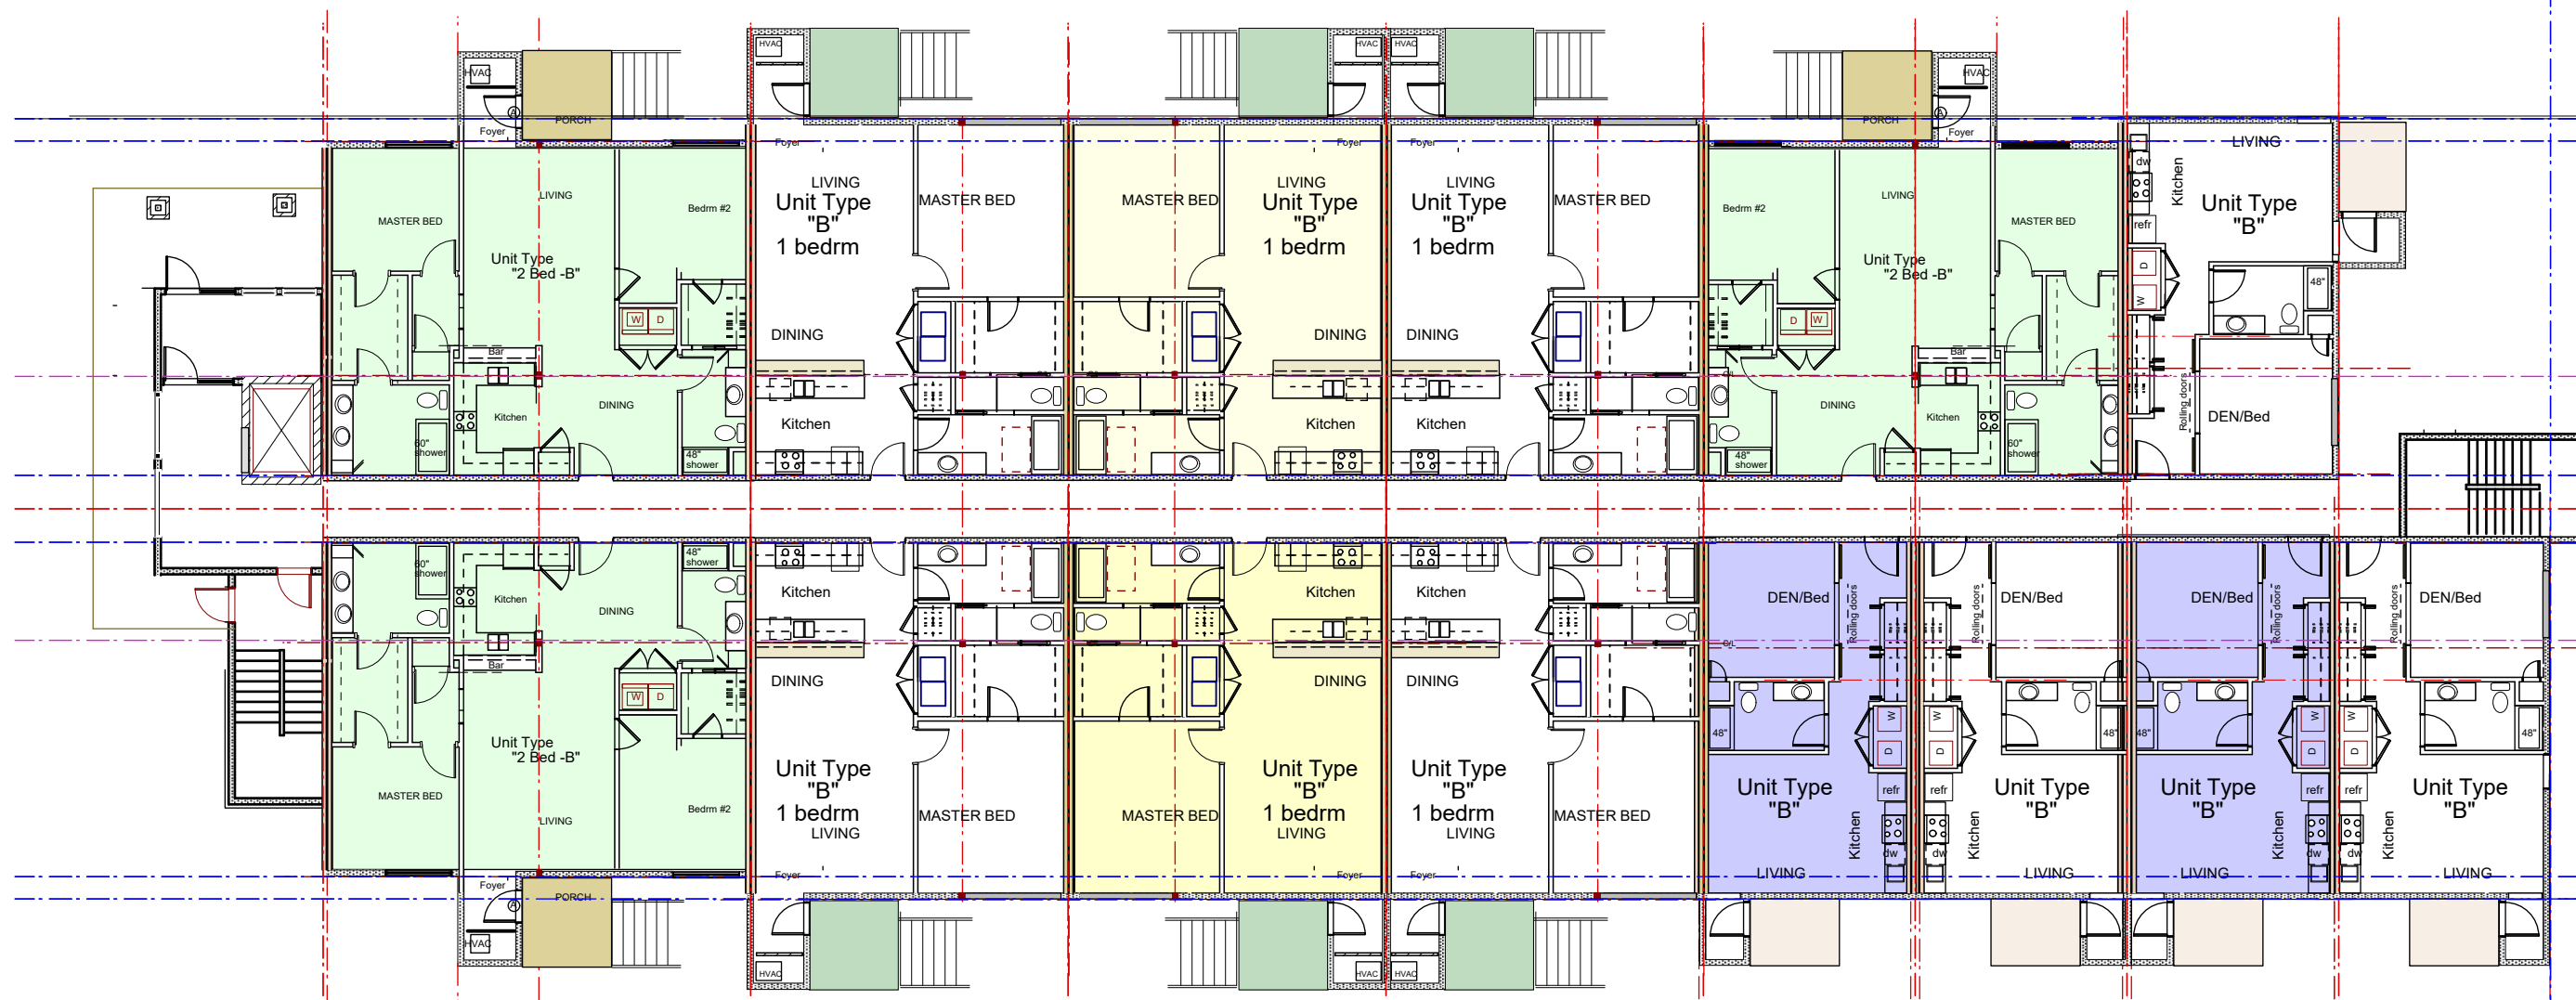 HVAC
HVAC
HVAC
HVAC
HVAC
PORCH
Foyer
PORCH
Foyer
A
A
Foyer
Foyer
Foyer
LIVING
dw
Kitchen
LIVING
MASTER BED
LIVING
Bedrm #2
LIVING
Unit Type
"B"
1 bedrm
MASTER BED
MASTER BED
LIVING
Unit Type
"B"
1 bedrm
LIVING
Unit Type
"B"
1 bedrm
MASTER BED
Bedrm #2
LIVING
MASTER BED
refr
Unit Type
"B"
Unit Type
"2 Bed -B"
Unit Type
"2 Bed -B"
D
W
48"
W
D
D
W
DINING
DINING
DINING
Bar
Bar
DINING
Kitchen
60"
shower
48"
shower
Kitchen
Kitchen
Kitchen
DINING
Kitchen
48"
shower
60"
shower
Rolling doors
DEN/Bed
60"
shower
48"
shower
Kitchen
DINING
Bar
Kitchen
Kitchen
Kitchen
DEN/Bed
Rolling doors
Rolling doors
DEN/Bed
DEN/Bed
Rolling doors
Rolling doors
DEN/Bed
W
D
DINING
DINING
DINING
48"
W
D
W
D
48"
48"
W
D
W
D
48"
Unit Type
"2 Bed -B"
MASTER BED
LIVING
Bedrm #2
Unit Type
"B"
1 bedrm
LIVING
MASTER BED
MASTER BED
Unit Type
"B"
1 bedrm
LIVING
Unit Type
"B"
1 bedrm
LIVING
MASTER BED
Unit Type
"B"
refr
refr
Unit Type
"B"
Unit Type
"B"
refr
refr
Unit Type
"B"
Kitchen
dw
dw
Kitchen
Kitchen
dw
dw
Kitchen
LIVING
LIVING
LIVING
LIVING
Foyer
Foyer
Foyer
Foyer
A
PORCH
HVAC
HVAC
HVAC
HVAC